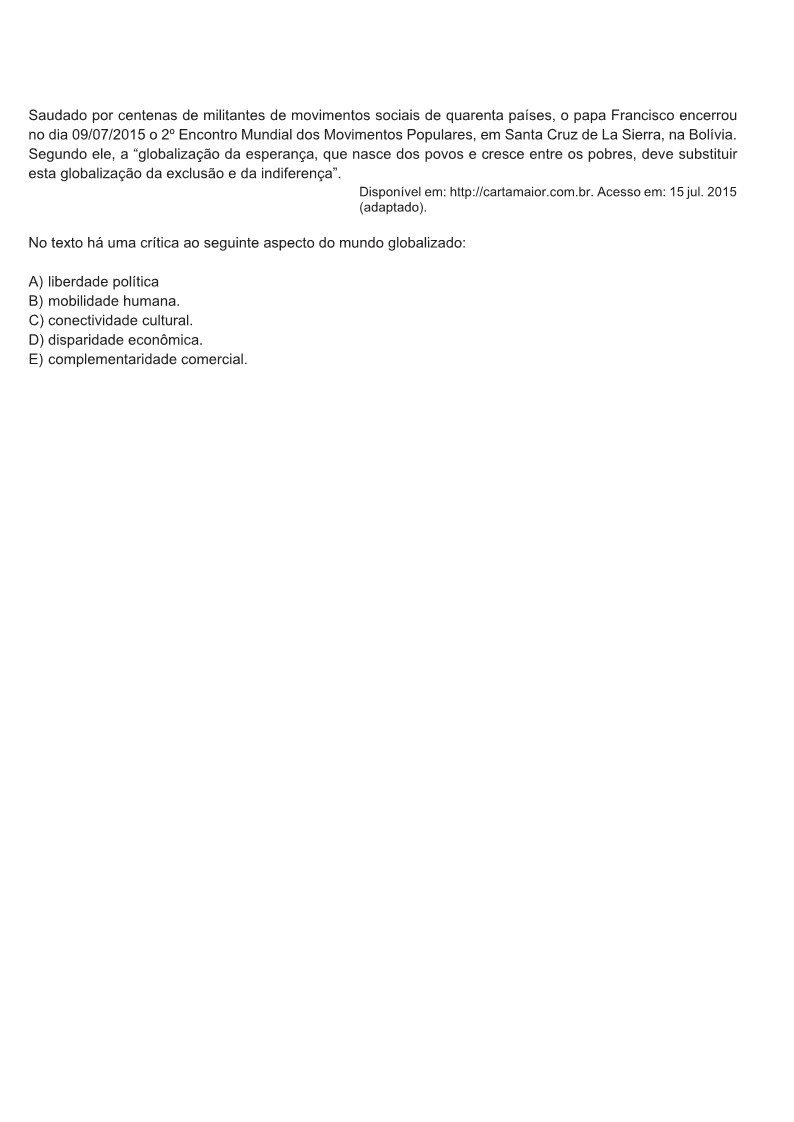 Saudado por centenas de militantes de movimentos sociais de quarenta países, o papa Francisco encerrou
no dia 09/07/2015 o 2º Encontro Mundial dos Movimentos Populares, em Santa Cruz de La Sierra, na Bolívia.
Segundo ele, a “globalização da esperança, que nasce dos povos e cresce entre os pobres, deve substituir
esta globalização da exclusão e da indiferença”.
Disponível em: http://cartamaior.com.br. Acesso em: 15 jul. 2015
(adaptado).
No texto há uma crítica ao seguinte aspecto do mundo globalizado:
A) liberdade política
B) mobilidade humana.
C) conectividade cultural.
D) disparidade econômica.
E) complementaridade comercial.